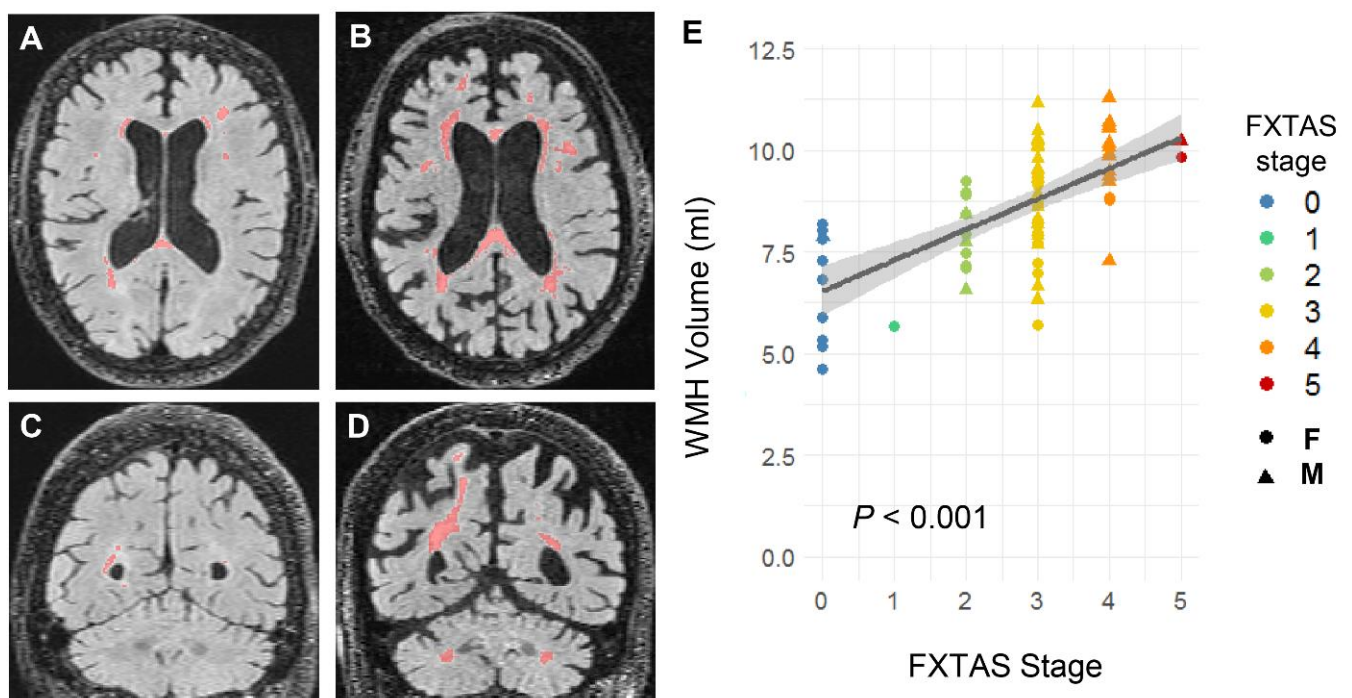 A
B
C
D
E
12.5
10.0
7.5
5.0
2.5
0.0
WMH Volume (ml)
P < 0.001
0 1 2 3 4 5
FXTAS Stage
FXTAS
stage
0
1
2
3
4
5
F
M